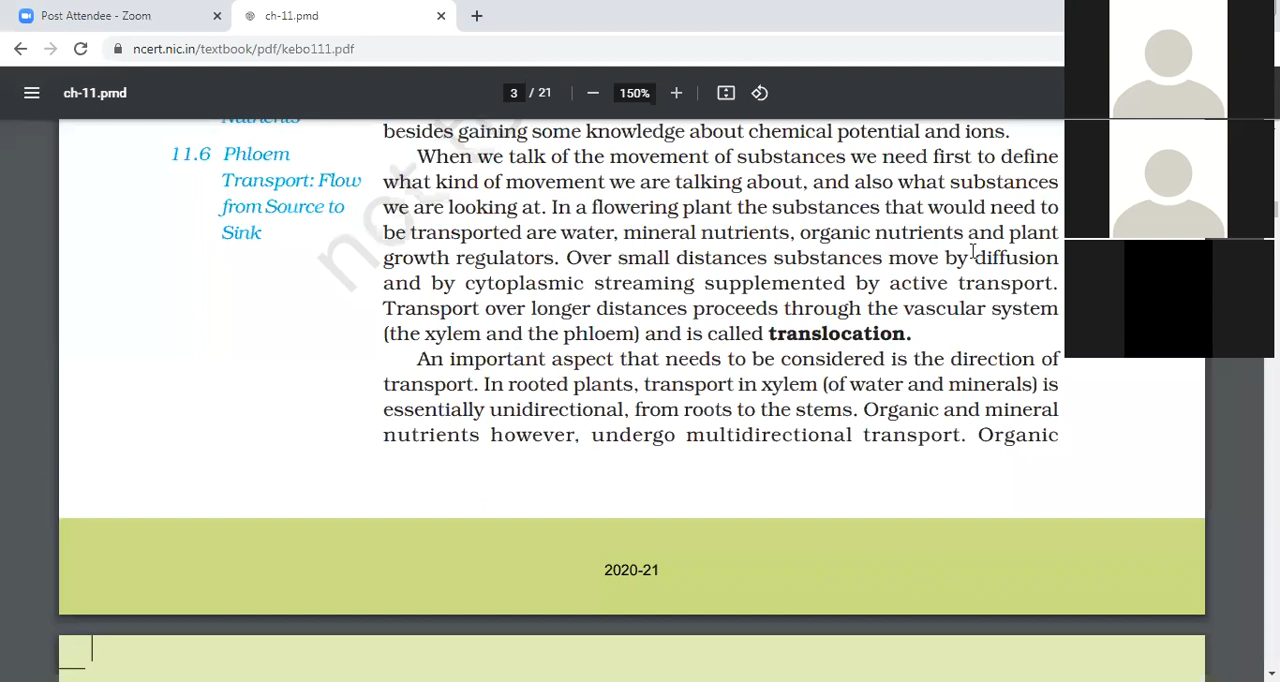 Post Attendee - Zoom
ch-11.pmd
ncert.nic.in/textbook/pdf/kebo111.pdf
ch-11.pmd
3 / 21
150%
Nutrients
11.6 Phloem
Transport: Flow
from Source to
Sink
besides gaining some knowledge about chemical potential and ions.
When we talk of the movement of substances we need first to define
what kind of movement we are talking about, and also what substances
we are looking at. In a flowering plant the substances that would need to
be transported are water, mineral nutrients, organic nutrients and plant
growth regulators. Over small distances substances move by diffusion
and by cytoplasmic streaming supplemented by active transport.
Transport over longer distances proceeds through the vascular system
(the xylem and the phloem) and is called translocation.
An important aspect that needs to be considered is the direction of
transport. In rooted plants, transport in xylem (of water and minerals) is
essentially unidirectional, from roots to the stems. Organic and mineral
nutrients however, undergo multidirectional transport. Organic
not
2020-21